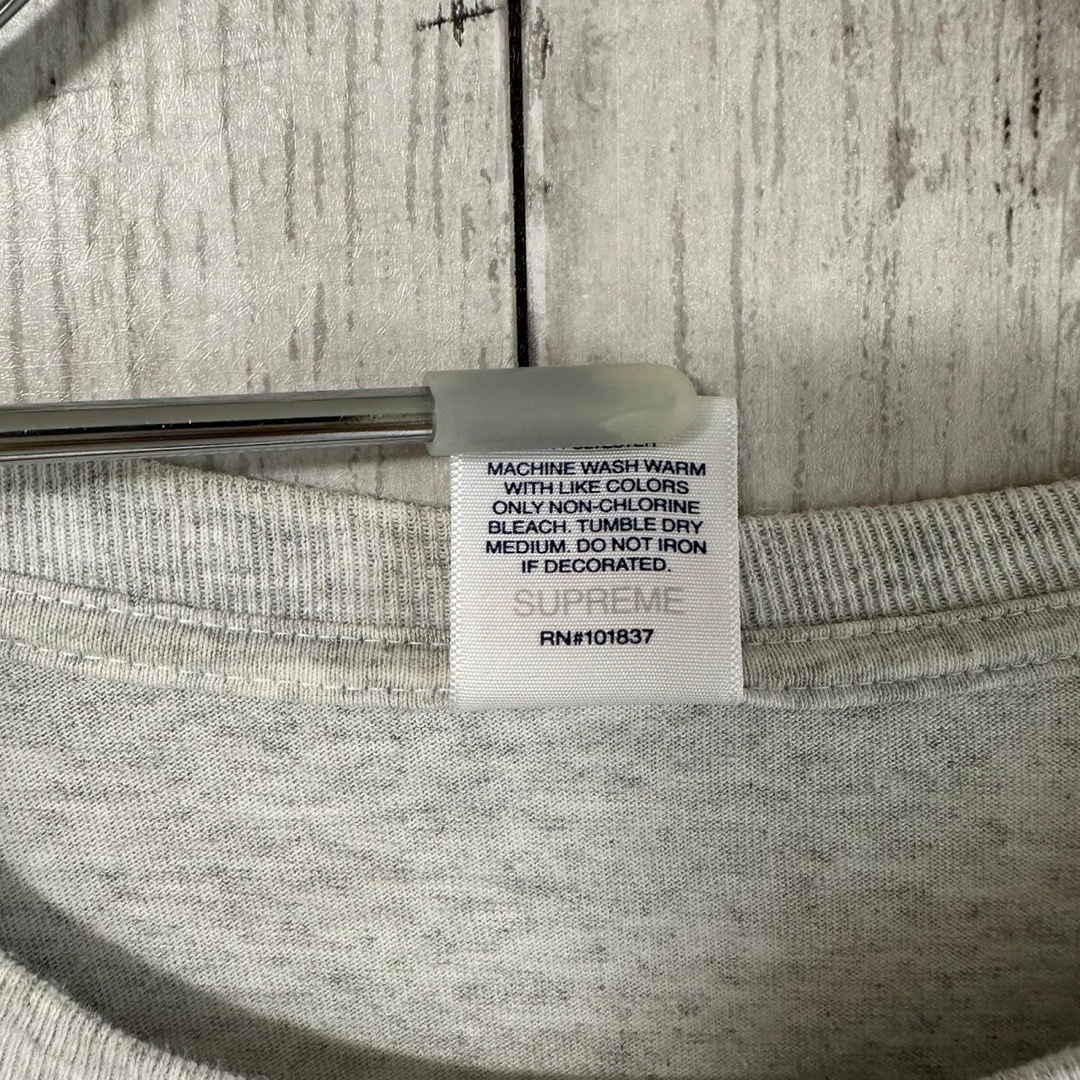 MACHINE WASH WARM
WITH LIKE COLORS
ONLY NON-CHLORINE
BLEACH. TUMBLE DRY
MEDIUM. DO NOT IRON
IF DECORATED.
SUPREME
RN#101837